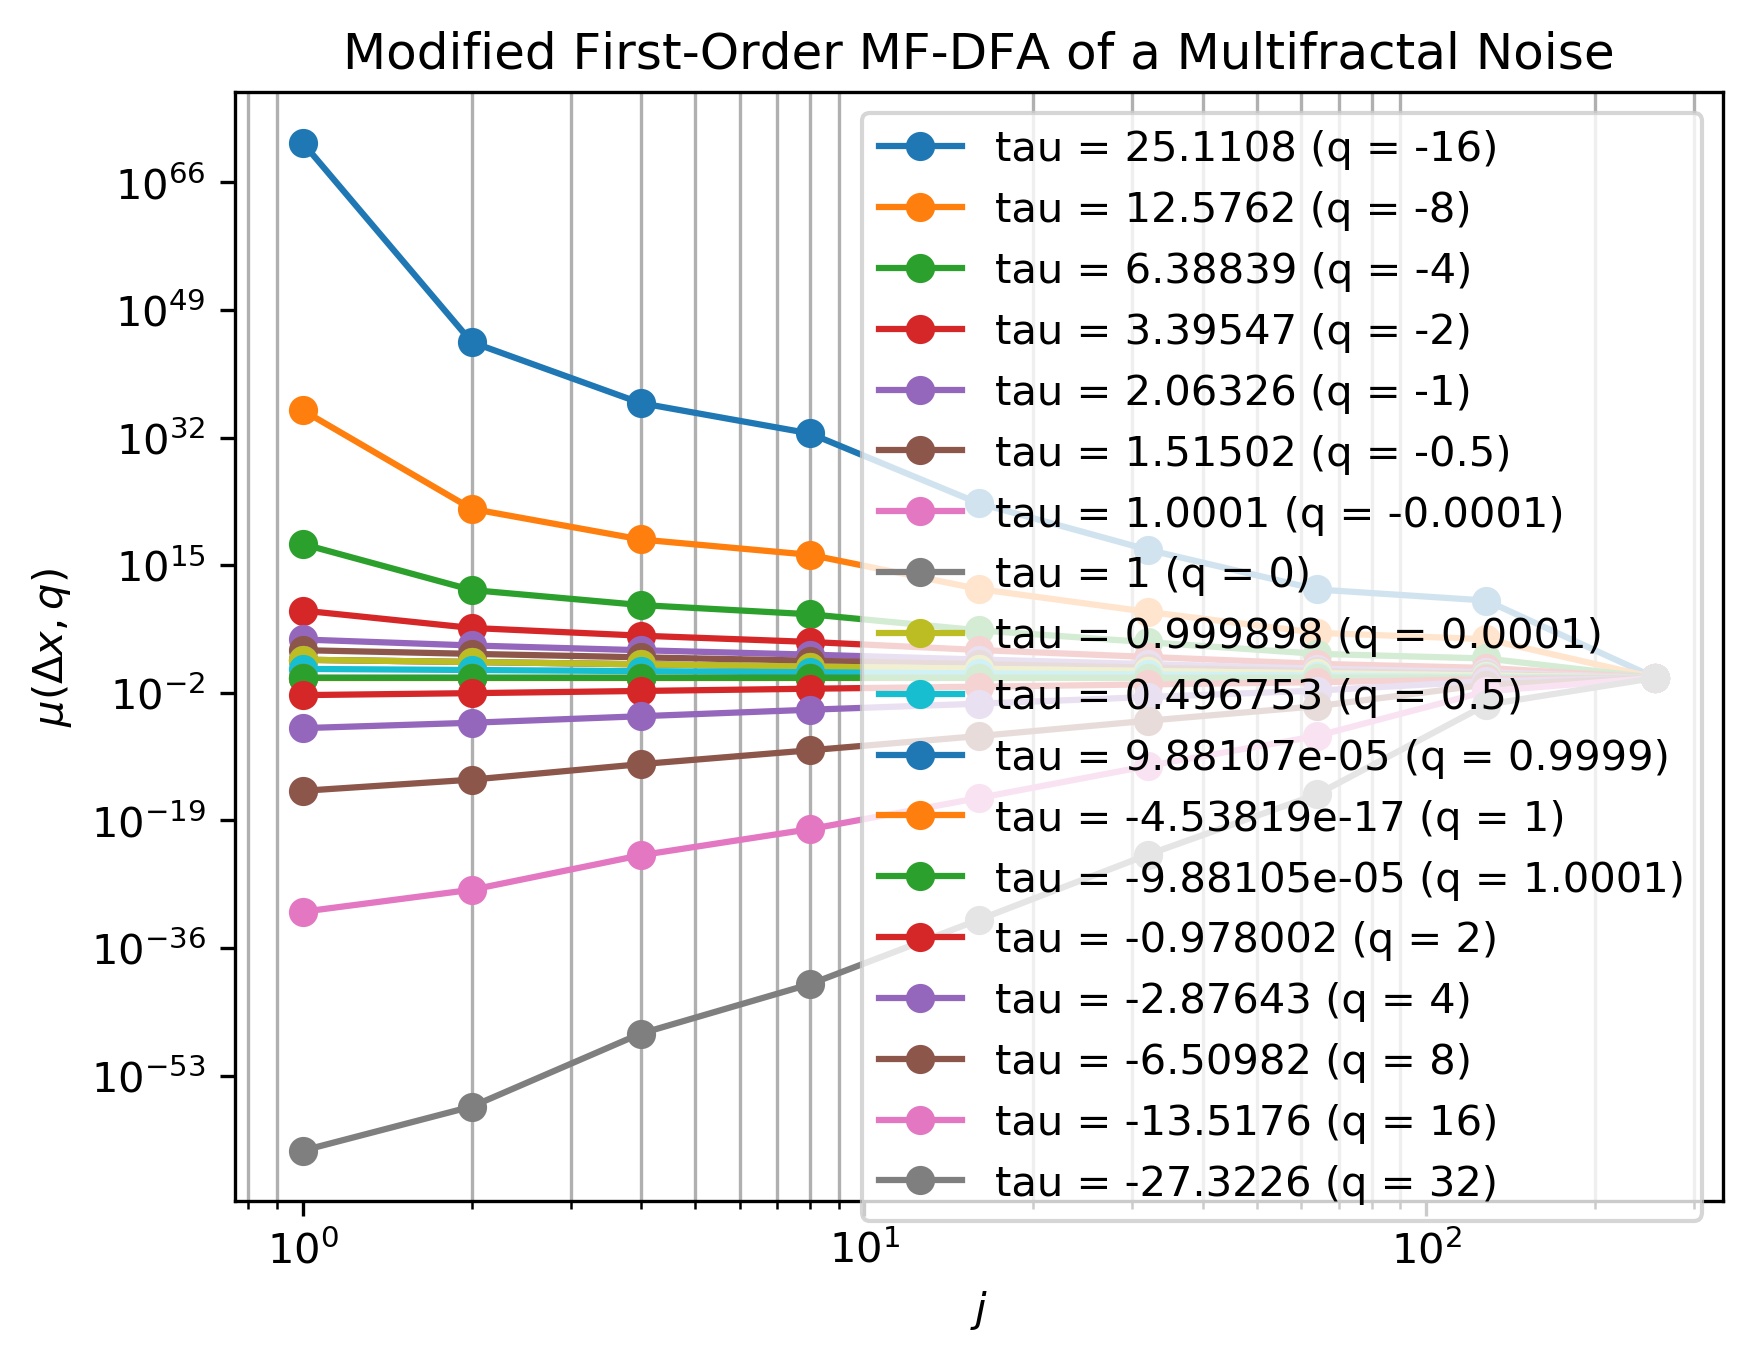 Modified First-Order MF-DFA of a Multifractal Noise
10^66
10^49
10^32
10^15
10^−2
10^−19
10^−36
10^−53
μ(Δx, q)
tau = 25.1108 (q = -16)
tau = 12.5762 (q = -8)
tau = 6.38839 (q = -4)
tau = 3.39547 (q = -2)
tau = 2.06326 (q = -1)
tau = 1.51502 (q = -0.5)
tau = 1.0001 (q = -0.0001)
tau = 1 (q = 0)
tau = 0.999898 (q = 0.0001)
tau = 0.496753 (q = 0.5)
tau = 9.88107e-05 (q = 0.9999)
tau = -4.53819e-17 (q = 1)
tau = -9.88105e-05 (q = 1.0001)
tau = -0.978002 (q = 2)
tau = -2.87643 (q = 4)
tau = -6.50982 (q = 8)
tau = -13.5176 (q = 16)
tau = -27.3226 (q = 32)
10^0 10^1 10^2
j